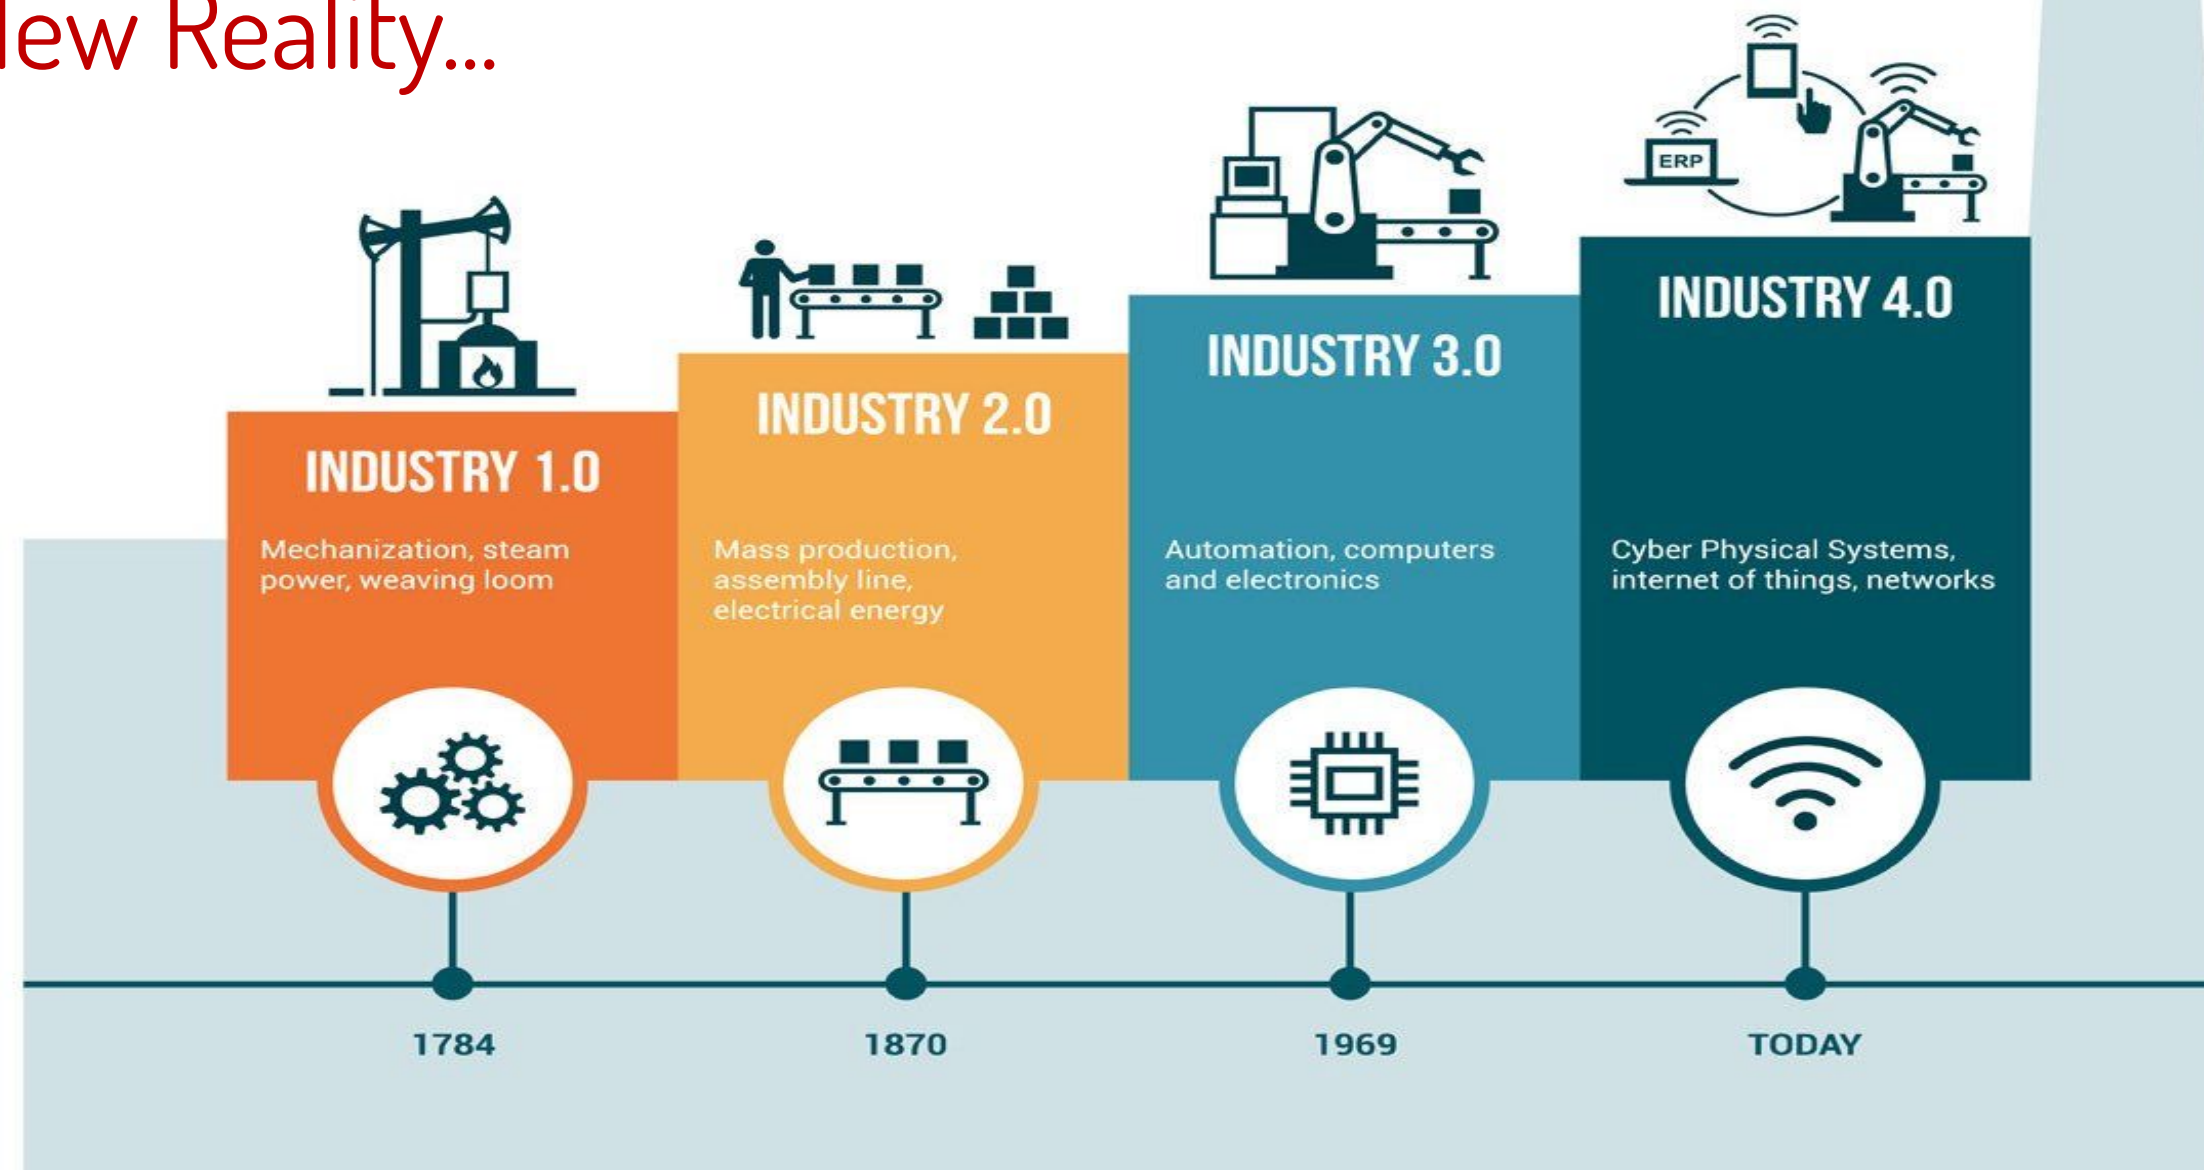 ew Reality...
ERP
INDUSTRY 4.0
INDUSTRY 3.0
INDUSTRY 2.0
INDUSTRY 1.0
Mechanization, steam
power, weaving loom
Mass production,
assembly line,
electrical energy
Automation, computers
and electronics
Cyber Physical Systems,
internet of things, networks
1784
1870
1969
TODAY